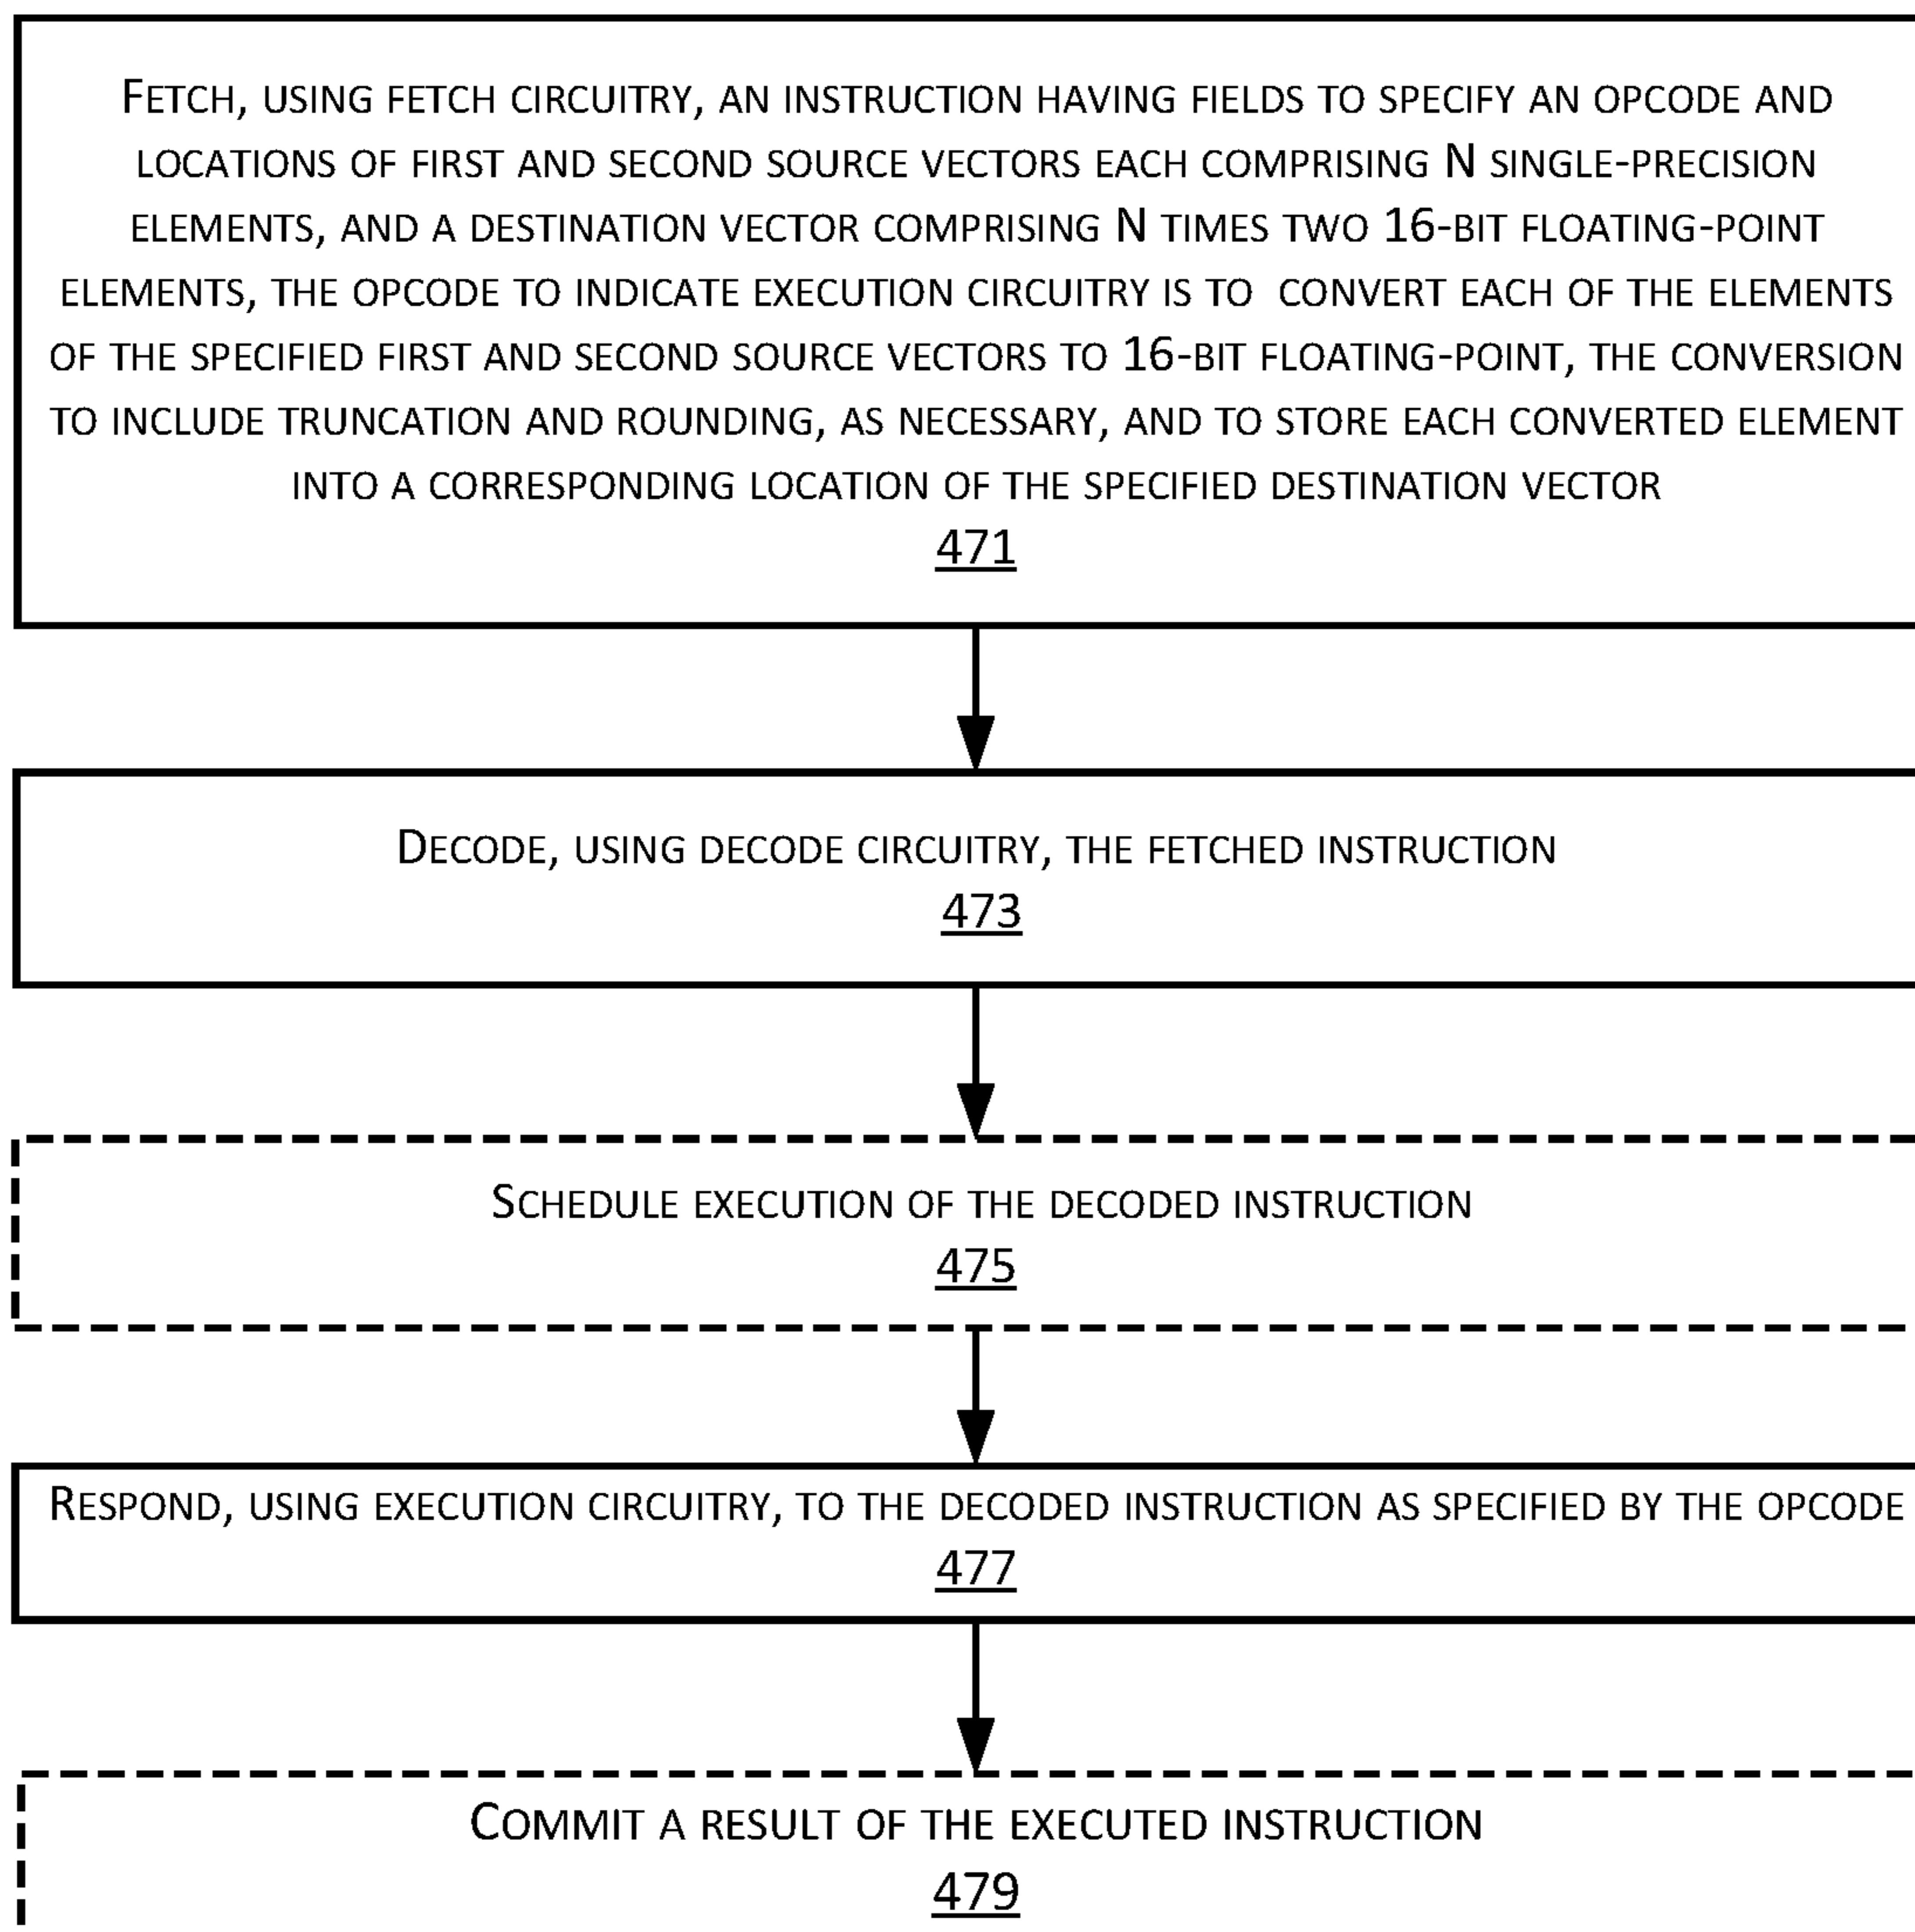 FETCH, USING FETCH CIRCUITRY, AN INSTRUCTION HAVING FIELDS TO SPECIFY AN OPCODE AND
LOCATIONS OF FIRST AND SECOND SOURCE VECTORS EACH COMPRISING N SINGLE-PRECISION
ELEMENTS, AND A DESTINATION VECTOR COMPRISING N TIMES TWO 16-BIT FLOATING-POINT
ELEMENTS, THE OPCODE TO INDICATE EXECUTION CIRCUITRY IS TO CONVERT EACH OF THE ELEMENTS
OF THE SPECIFIED FIRST AND SECOND SOURCE VECTORS TO 16-BIT FLOATING-POINT, THE CONVERSION
TO INCLUDE TRUNCATION AND ROUNDING, AS NECESSARY, AND TO STORE EACH CONVERTED ELEMENT
INTO A CORRESPONDING LOCATION OF THE SPECIFIED DESTINATION VECTOR
471
DECODE, USING DECODE CIRCUITRY, THE FETCHED INSTRUCTION
473
SCHEDULE EXECUTION OF THE DECODED INSTRUCTION
475
RESPOND, USING EXECUTION CIRCUITRY, TO THE DECODED INSTRUCTION AS SPECIFIED BY THE OPCODE
477
COMMIT A RESULT OF THE EXECUTED INSTRUCTION
479